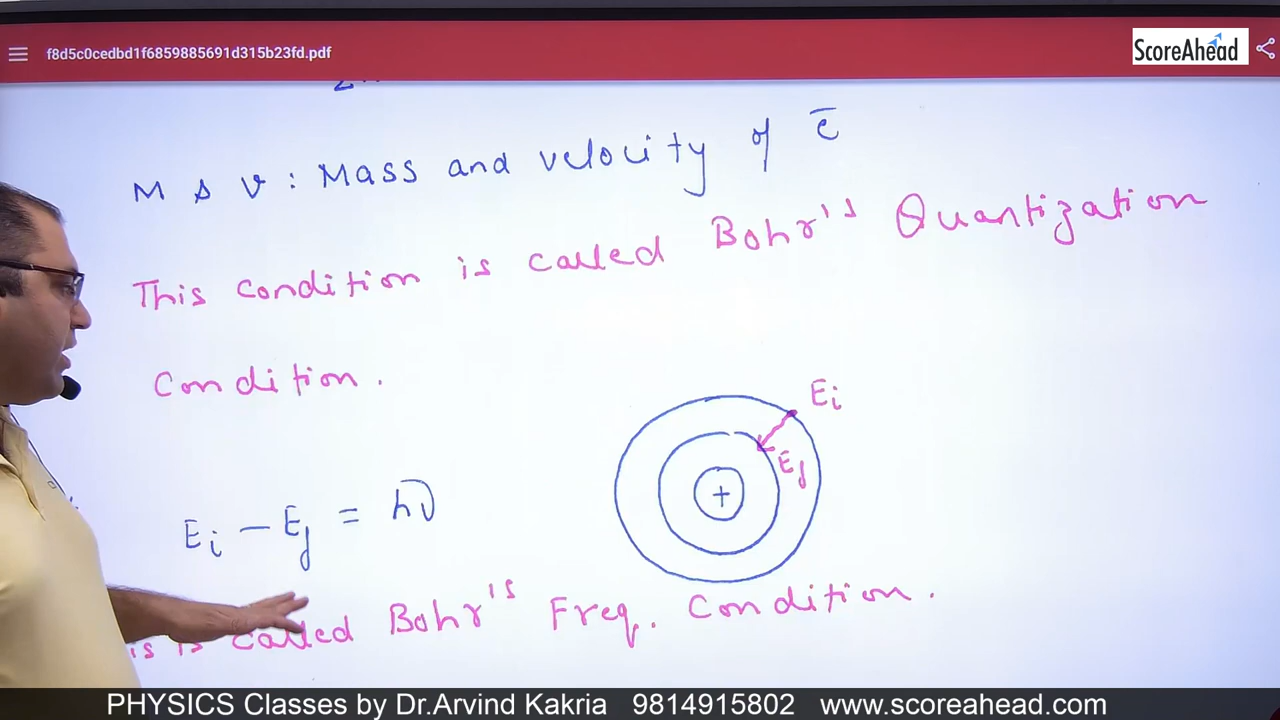 f8d5c0cedbd1f6859885691d315b23fd.pdf
ScoreAhead
M & v : Mass and velocity of e̅
This condition is called Bohr's Quantization
Condition.
Ei
Ef
+
Ei - Ef = hν
is called Bohr's Freq. Condition.
PHYSICS Classes by Dr.Arvind Kakria 9814915802 www.scoreahead.com